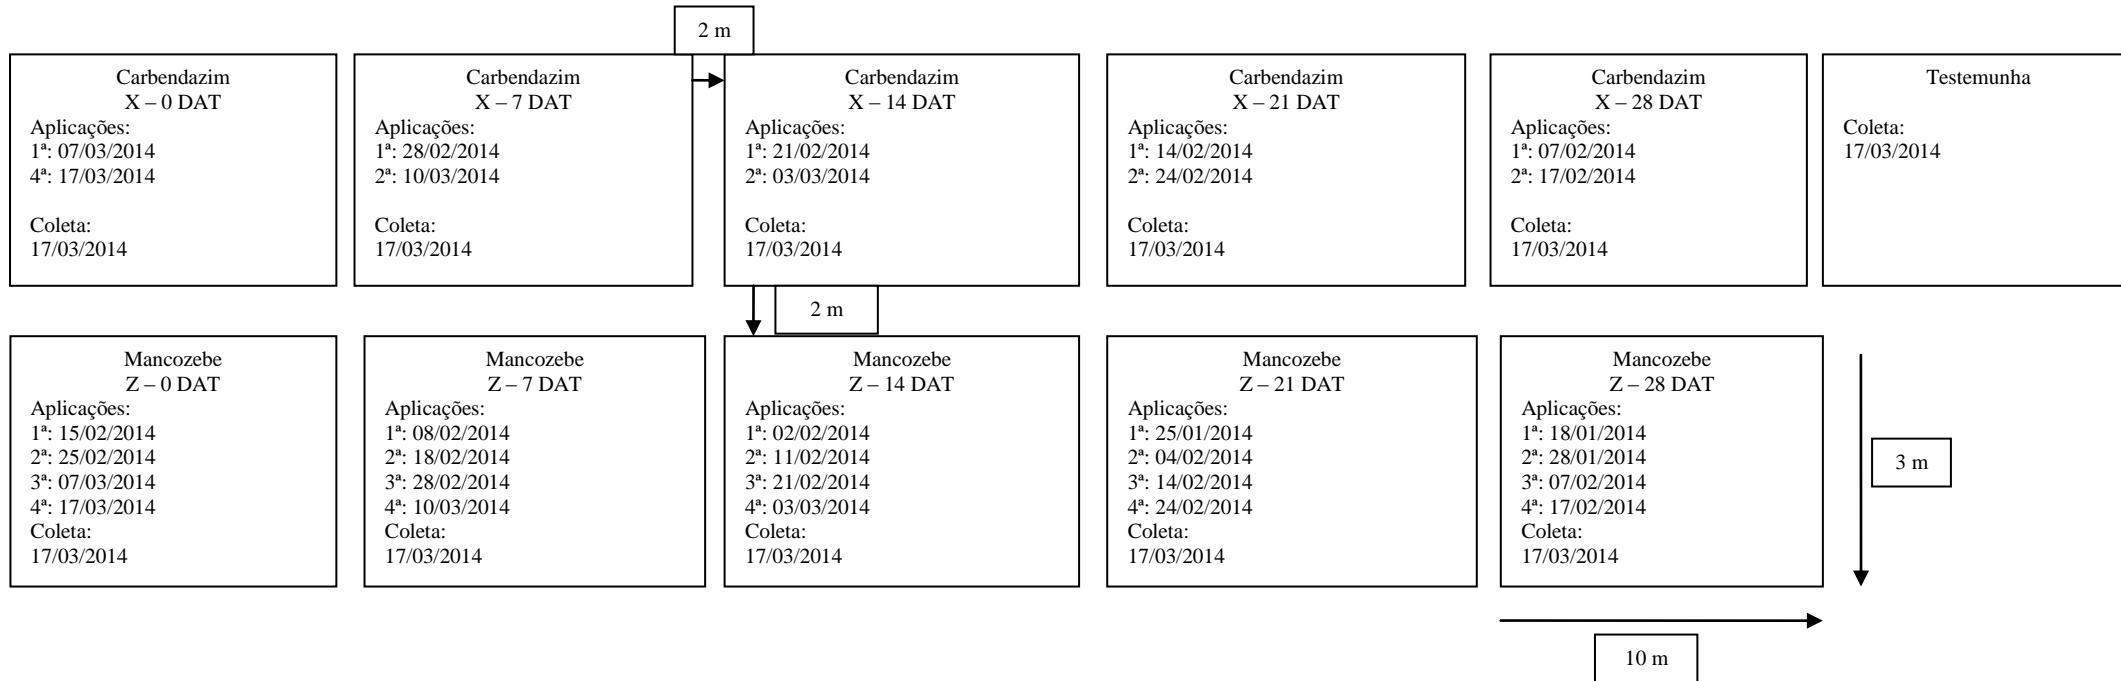 2 m
Carbendazim
X – 0 DAT
Aplicações:
1ª: 07/03/2014
4ª: 17/03/2014
Coleta:
17/03/2014
Carbendazim
X – 7 DAT
Aplicações:
1ª: 28/02/2014
2ª: 10/03/2014
Coleta:
17/03/2014
Carbendazim
X – 14 DAT
Aplicações:
1ª: 21/02/2014
2ª: 03/03/2014
Coleta:
17/03/2014
Carbendazim
X – 21 DAT
Aplicações:
1ª: 14/02/2014
2ª: 24/02/2014
Coleta:
17/03/2014
Carbendazim
X – 28 DAT
Aplicações:
1ª: 07/02/2014
2ª: 17/02/2014
Coleta:
17/03/2014
Testemunha
Coleta:
17/03/2014
2 m
Mancozebe
Z – 0 DAT
Aplicações:
1ª: 15/02/2014
2ª: 25/02/2014
3ª: 07/03/2014
4ª: 17/03/2014
Coleta:
17/03/2014
Mancozebe
Z – 7 DAT
Aplicações:
1ª: 08/02/2014
2ª: 18/02/2014
3ª: 28/02/2014
4ª: 10/03/2014
Coleta:
17/03/2014
Mancozebe
Z – 14 DAT
Aplicações:
1ª: 02/02/2014
2ª: 11/02/2014
3ª: 21/02/2014
4ª: 03/03/2014
Coleta:
17/03/2014
Mancozebe
Z – 21 DAT
Aplicações:
1ª: 25/01/2014
2ª: 04/02/2014
3ª: 14/02/2014
4ª: 24/02/2014
Coleta:
17/03/2014
Mancozebe
Z – 28 DAT
Aplicações:
1ª: 18/01/2014
2ª: 28/01/2014
3ª: 07/02/2014
4ª: 17/02/2014
Coleta:
17/03/2014
3 m
10 m